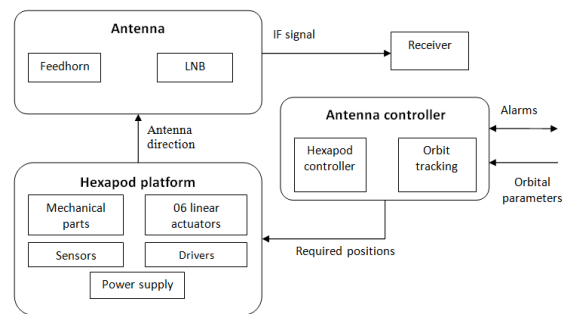 Antenna
Feedhorn
LNB
IF signal
Receiver
Antenna
direction
Antenna controller
Hexapod
controller
Orbit
tracking
Alarms
Orbital
parameters
Hexapod platform
Mechanical
parts
06 linear
actuators
Sensors
Drivers
Power supply
Required positions